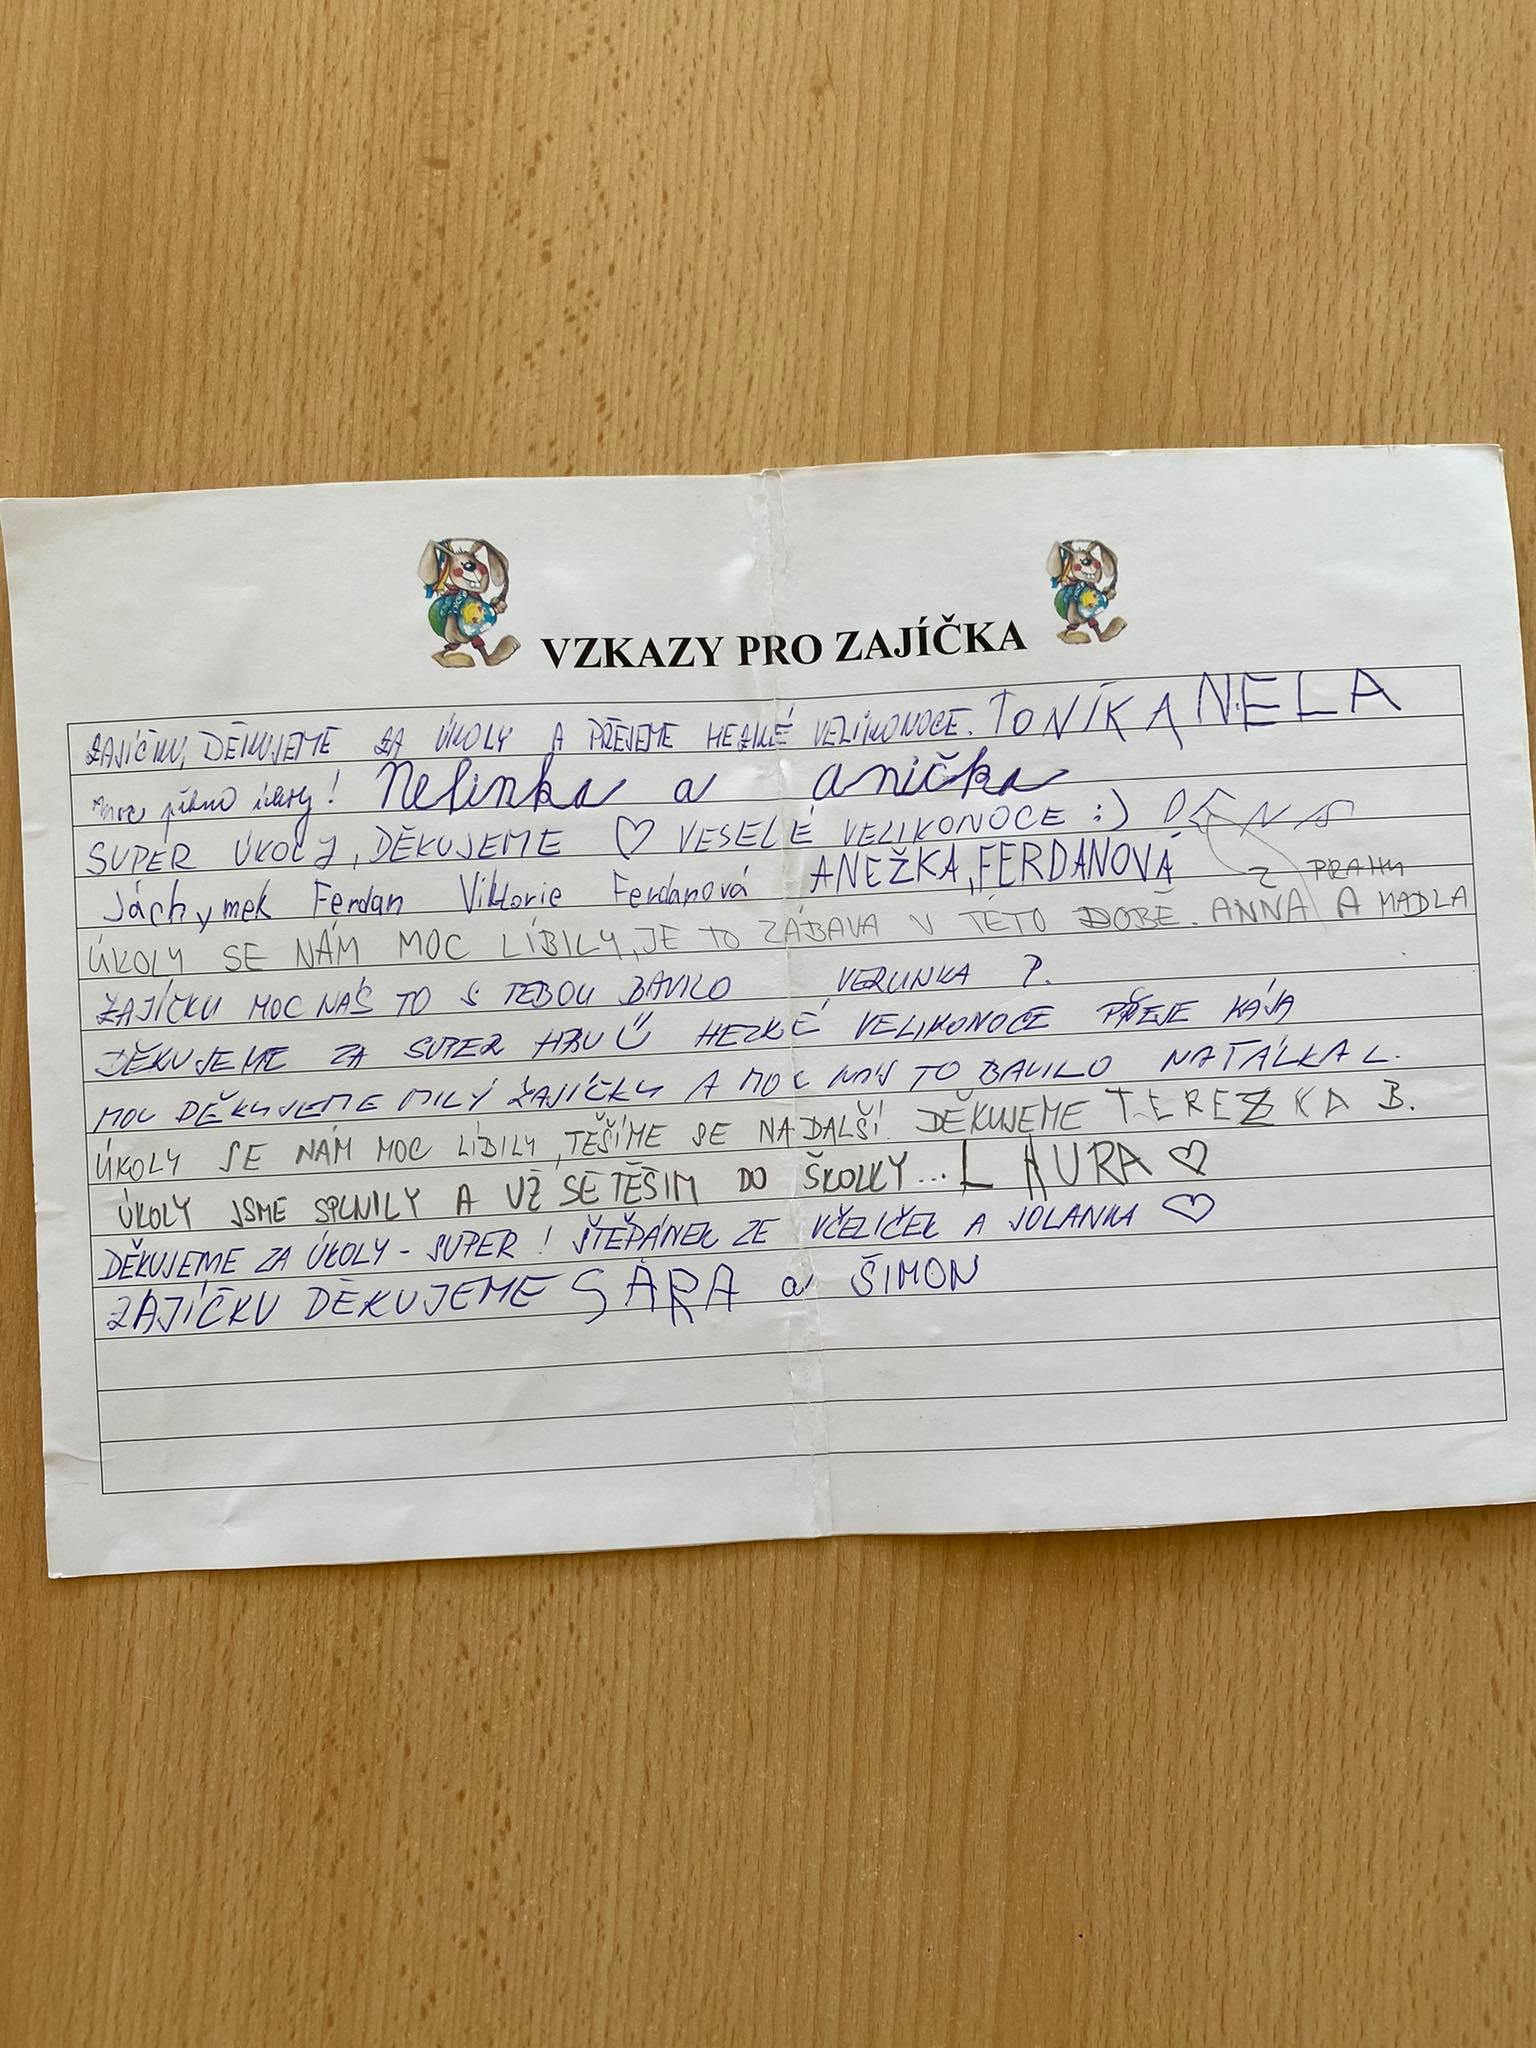 VZKAZY PRO ZAJÍČKA
ZAJÍČKU, DĚKUJEME ZA ÚKOLY A PŘEJEME HEZKÉ VELIKONOCE. TONÍKA NELA
Moc pěkné úkoly! Nelinka a anička
SUPER ÚKOLY, DĚKUJEME ♡ VESELÉ VELIKONOCE :)
Jáchymek Ferdan Viktorie Ferdanová ANEŽKA, FERDANOVÁ Z PRAHY
ÚKOLY SE NÁM MOC LÍBILY, JE TO ZÁBAVA V TÉTO DOBĚ. ANNA A MADLA
ZAJÍČKU MOC NÁS TO S TEBOU BAVILO VERUNKA P.
DĚKUJEME ZA SUPER HRU HEZKÉ VELIKONOCE PŘEJE KÁJA
MOC DĚKUJEME MILÝ ZAJÍČKU A MOC NÁS TO BAVILO NATÁLKA L.
ÚKOLY SE NÁM MOC LÍBILY, TĚŠÍME SE NA DALŠÍ. DĚKUJEME TEREZKA B.
ÚKOLY JSME SPLNILY A UŽ SE TĚŠÍM DO ŠKOLKY... LAURA ♡
DĚKUJEME ZA ÚKOLY - SUPER! ŠTĚPÁNEK ZE VČELIČEK A JOLANKA ♡
ZAJÍČKU DĚKUJEME SÁRA a ŠIMON